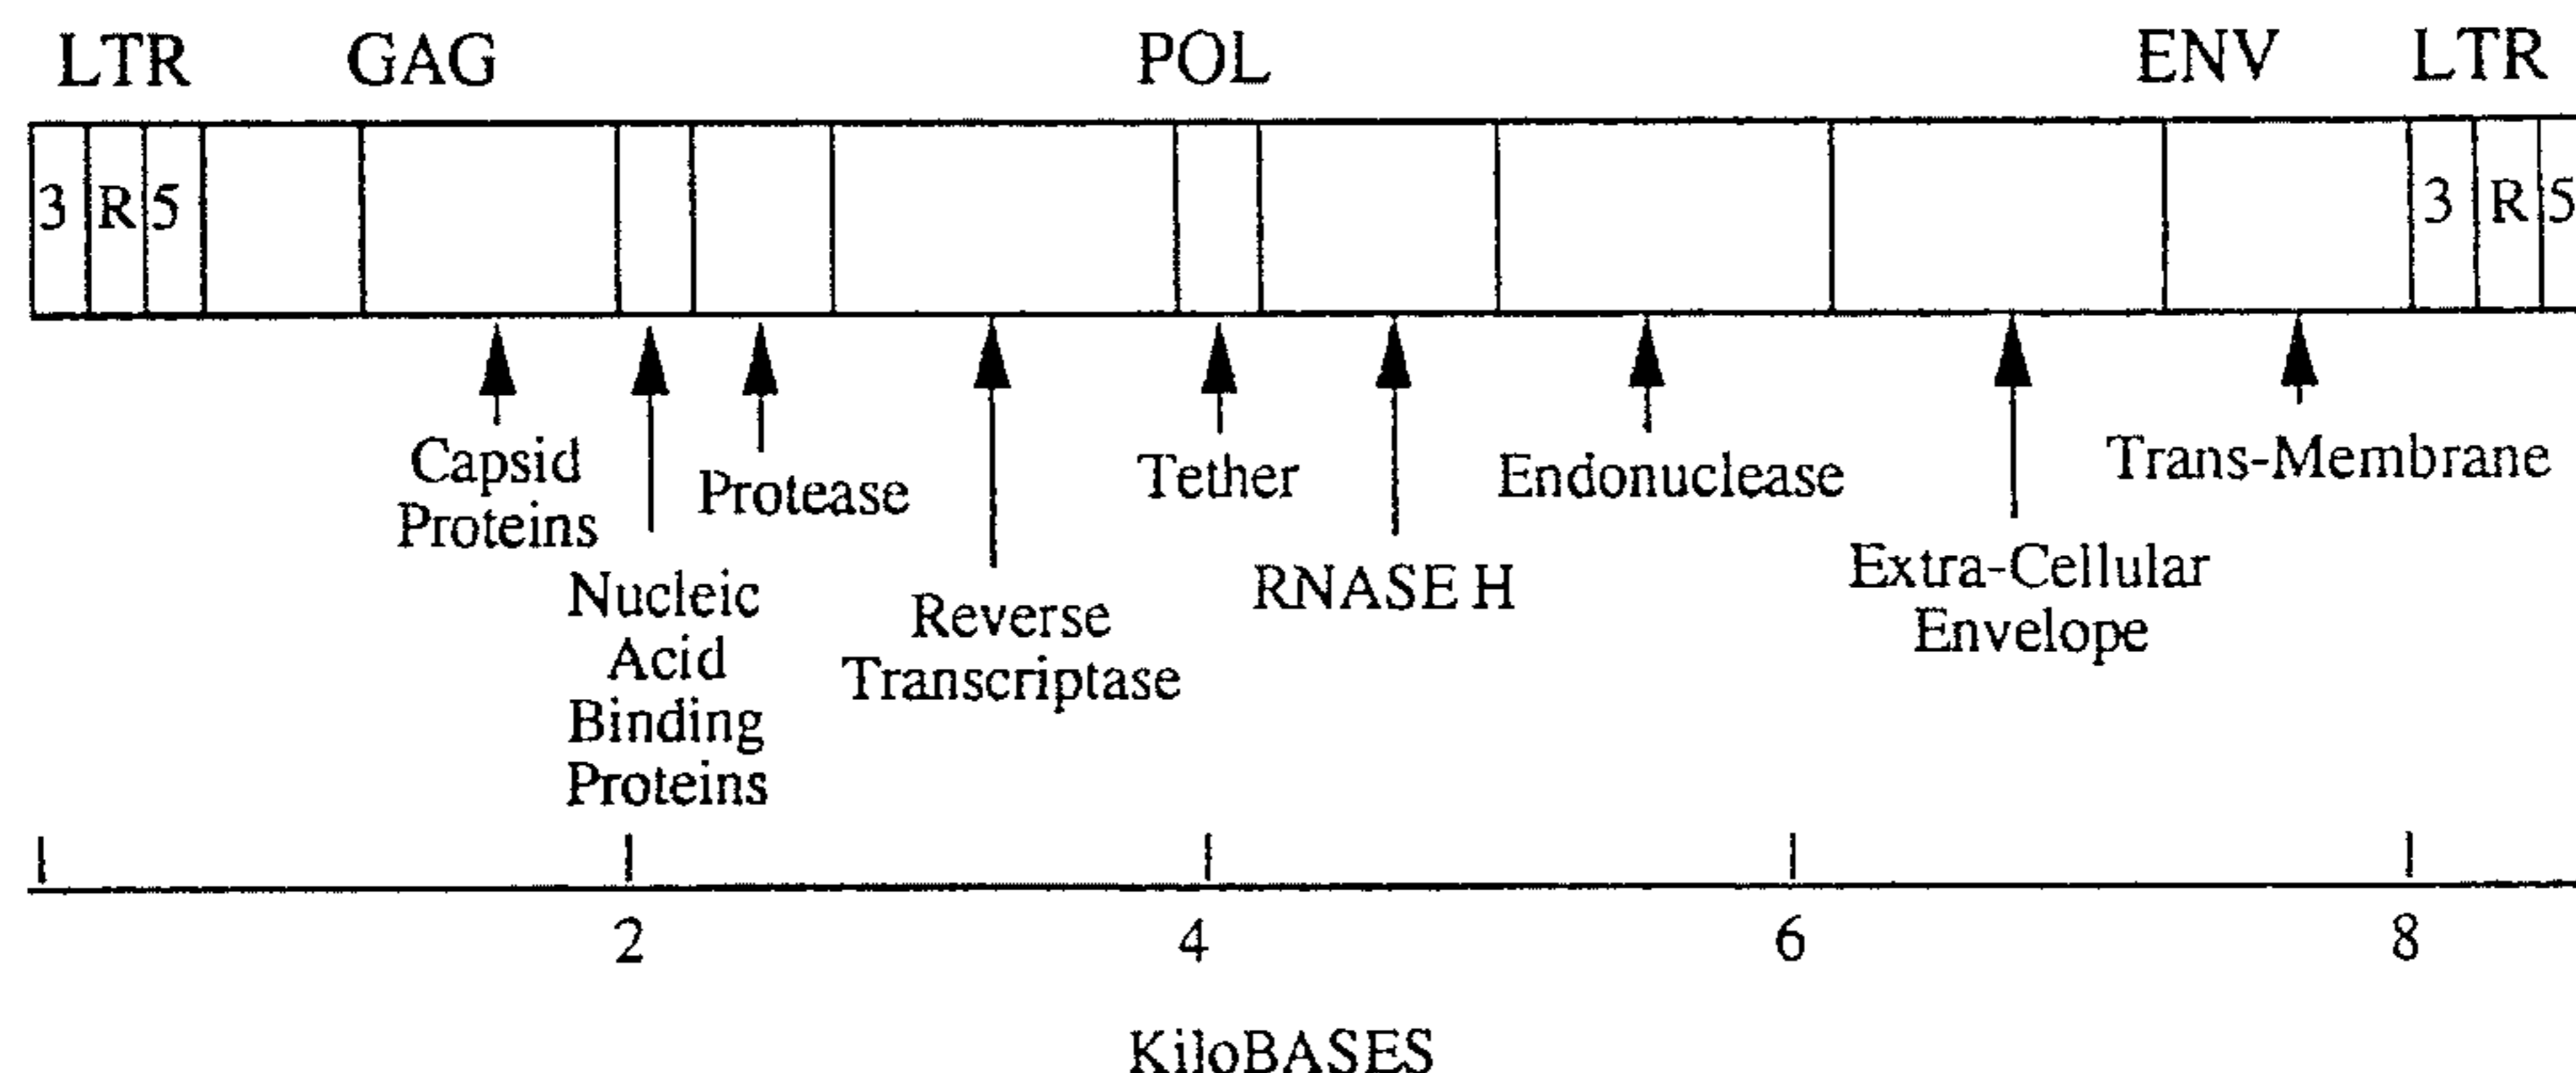 LTR GAG POL ENV LTR
3 R 5 3 R 5
Capsid
Proteins
Nucleic
Acid
Binding
Proteins
Protease
Reverse
Transcriptase
Tether
RNASE H
Endonuclease
Extra-Cellular
Envelope
Trans-Membrane
2 4 6 8
KiloBASES